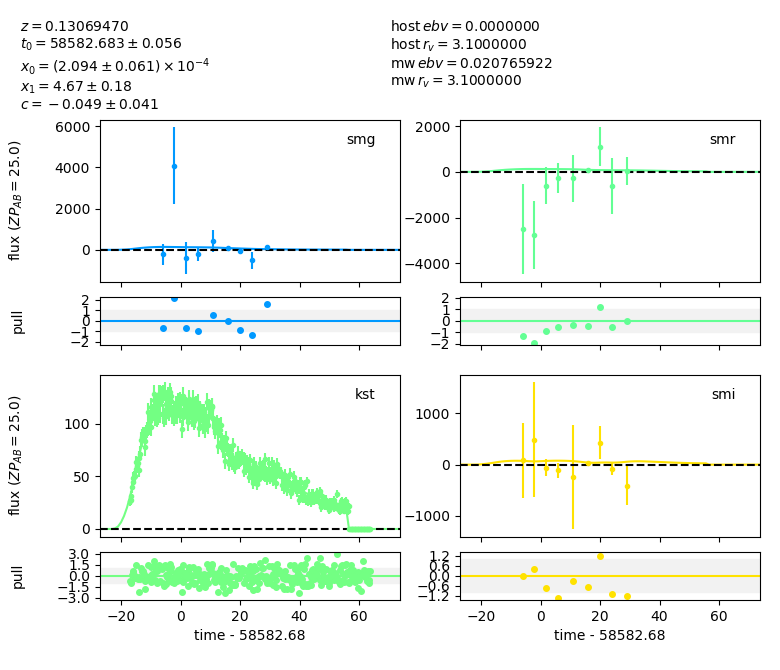 z = 0.13069470
t₀ = 58582.683 ± 0.056
x₀ = (2.094 ± 0.061) × 10⁻⁴
x₁ = 4.67 ± 0.18
c = −0.049 ± 0.041
host ebv = 0.0000000
host r_v = 3.1000000
mw ebv = 0.020765922
mw r_v = 3.1000000
flux (ZP_AB = 25.0)
6000
4000
2000
0
smg
2000
0
−2000
−4000
smr
pull
2
1
0
−1
−2
2
1
0
−1
−2
flux (ZP_AB = 25.0)
100
50
0
kst
1000
0
−1000
smi
pull
3.0
1.5
0.0
−1.5
−3.0
1.2
0.6
0.0
−0.6
−1.2
−20 0 20 40 60
−20 0 20 40 60
time - 58582.68
time - 58582.68